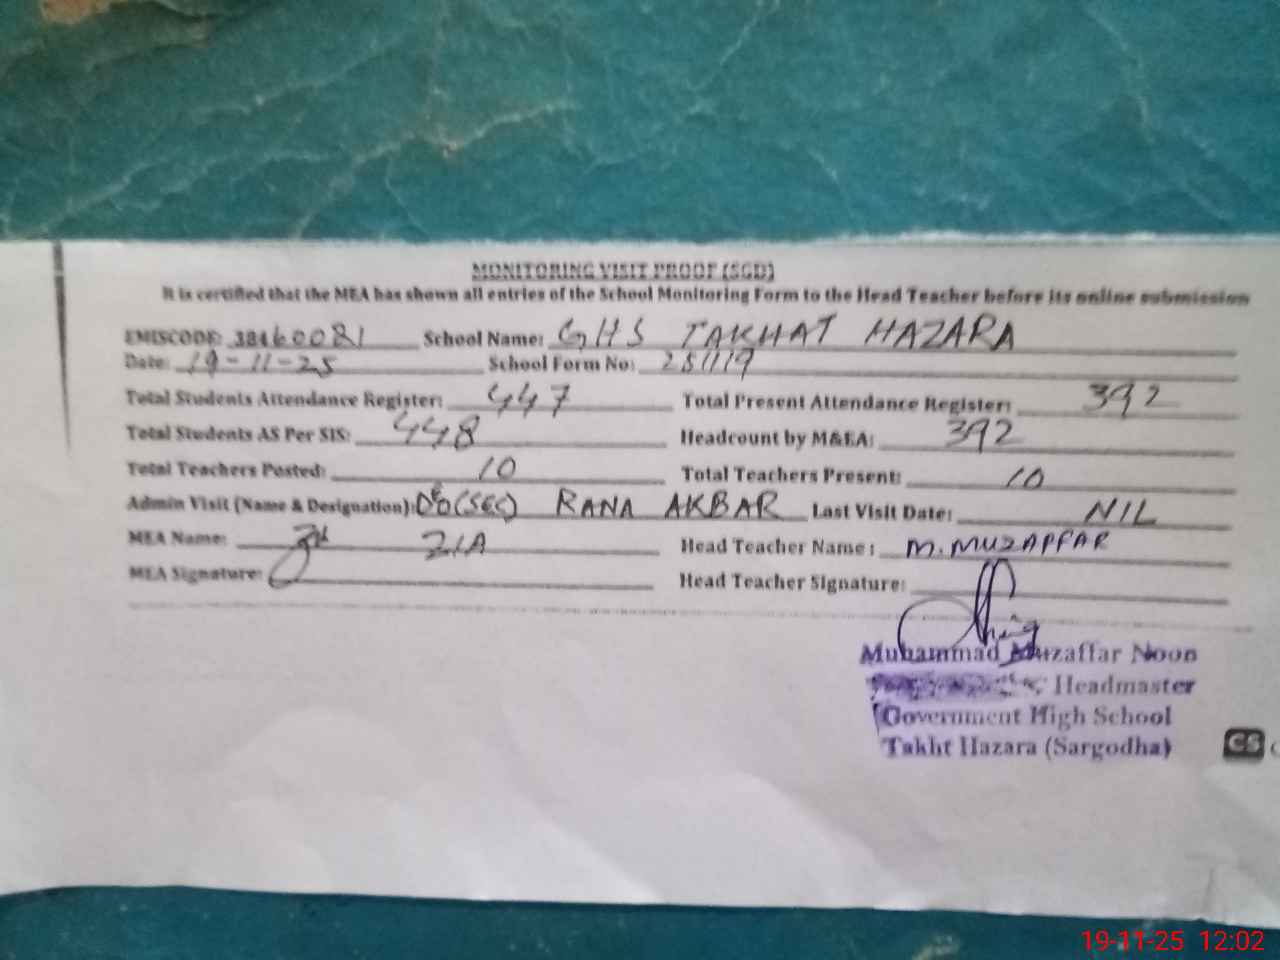 MONITORING VISIT PROOF (SGD)
It is certified that the MEA has shown all entries of the School Monitoring Form to the Head Teacher before its online submission
EMISCODE: 38460081 School Name: GHS TAKHAT HAZARA
Date: 19-11-25 School Form No: 251119
Total Students Attendance Register: 447 Total Present Attendance Register: 392
Total Students AS Per SIS: 448 Headcount by M&EA: 392
Total Teachers Posted: 10 Total Teachers Present: 10
Admin Visit (Name & Designation): DEO(SEC) RANA AKBAR Last Visit Date: NIL
MEA Name: ZIA Head Teacher Name: M. MUZAFFAR
MEA Signature: Head Teacher Signature:
Muhammad Muzaffar Noon
Headmaster
Government High School
Takht Hazara (Sargodha)
CS
19-11-25 12:02